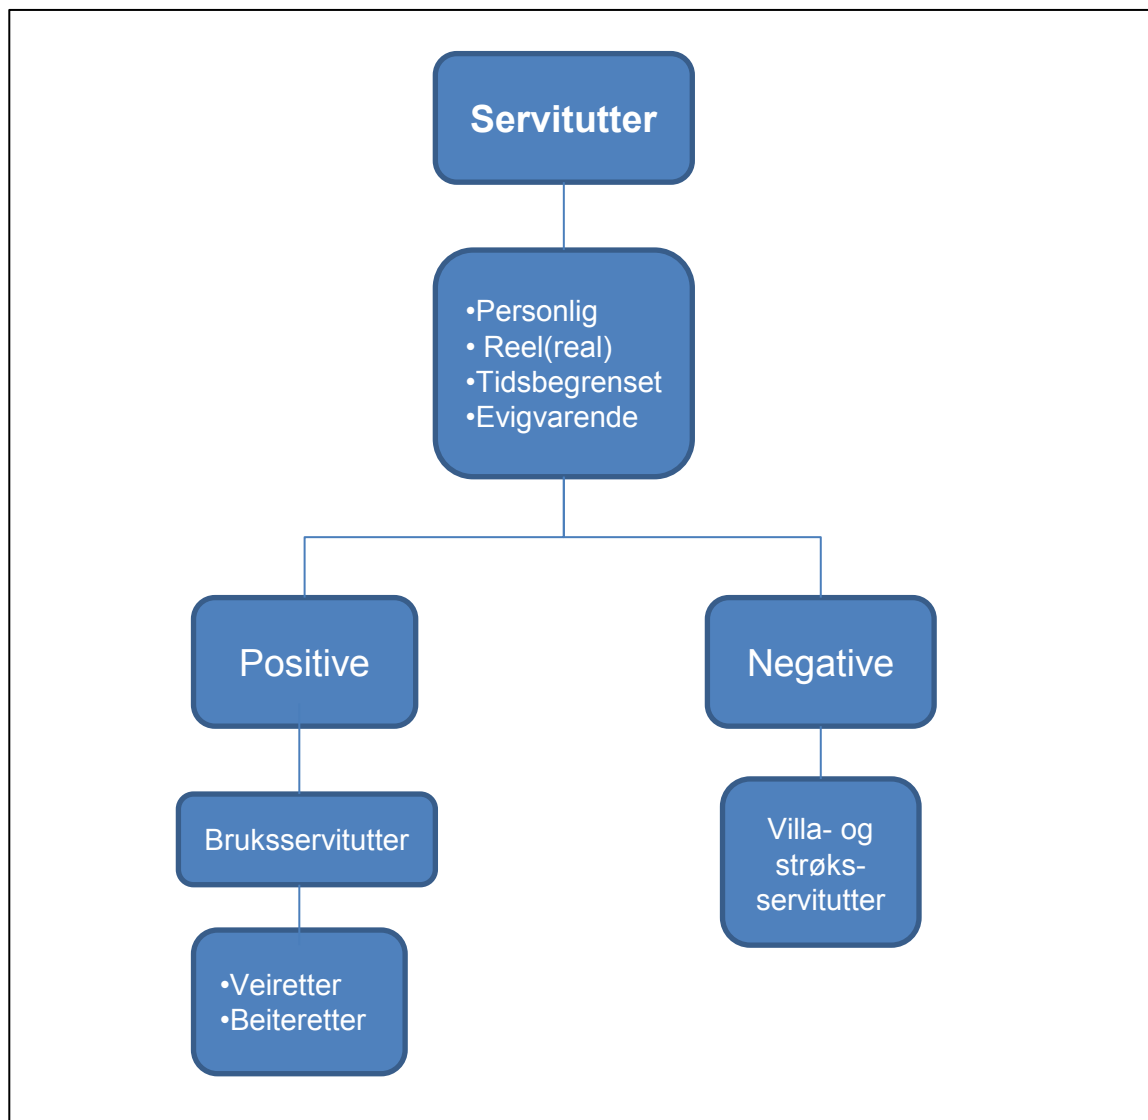 Servitutter
•Personlig
• Reel(real)
•Tidsbegrenset
•Evigvarende
Positive
Negative
Bruksservitutter
Villa- og
strøks-
servitutter
•Veiretter
•Beiteretter